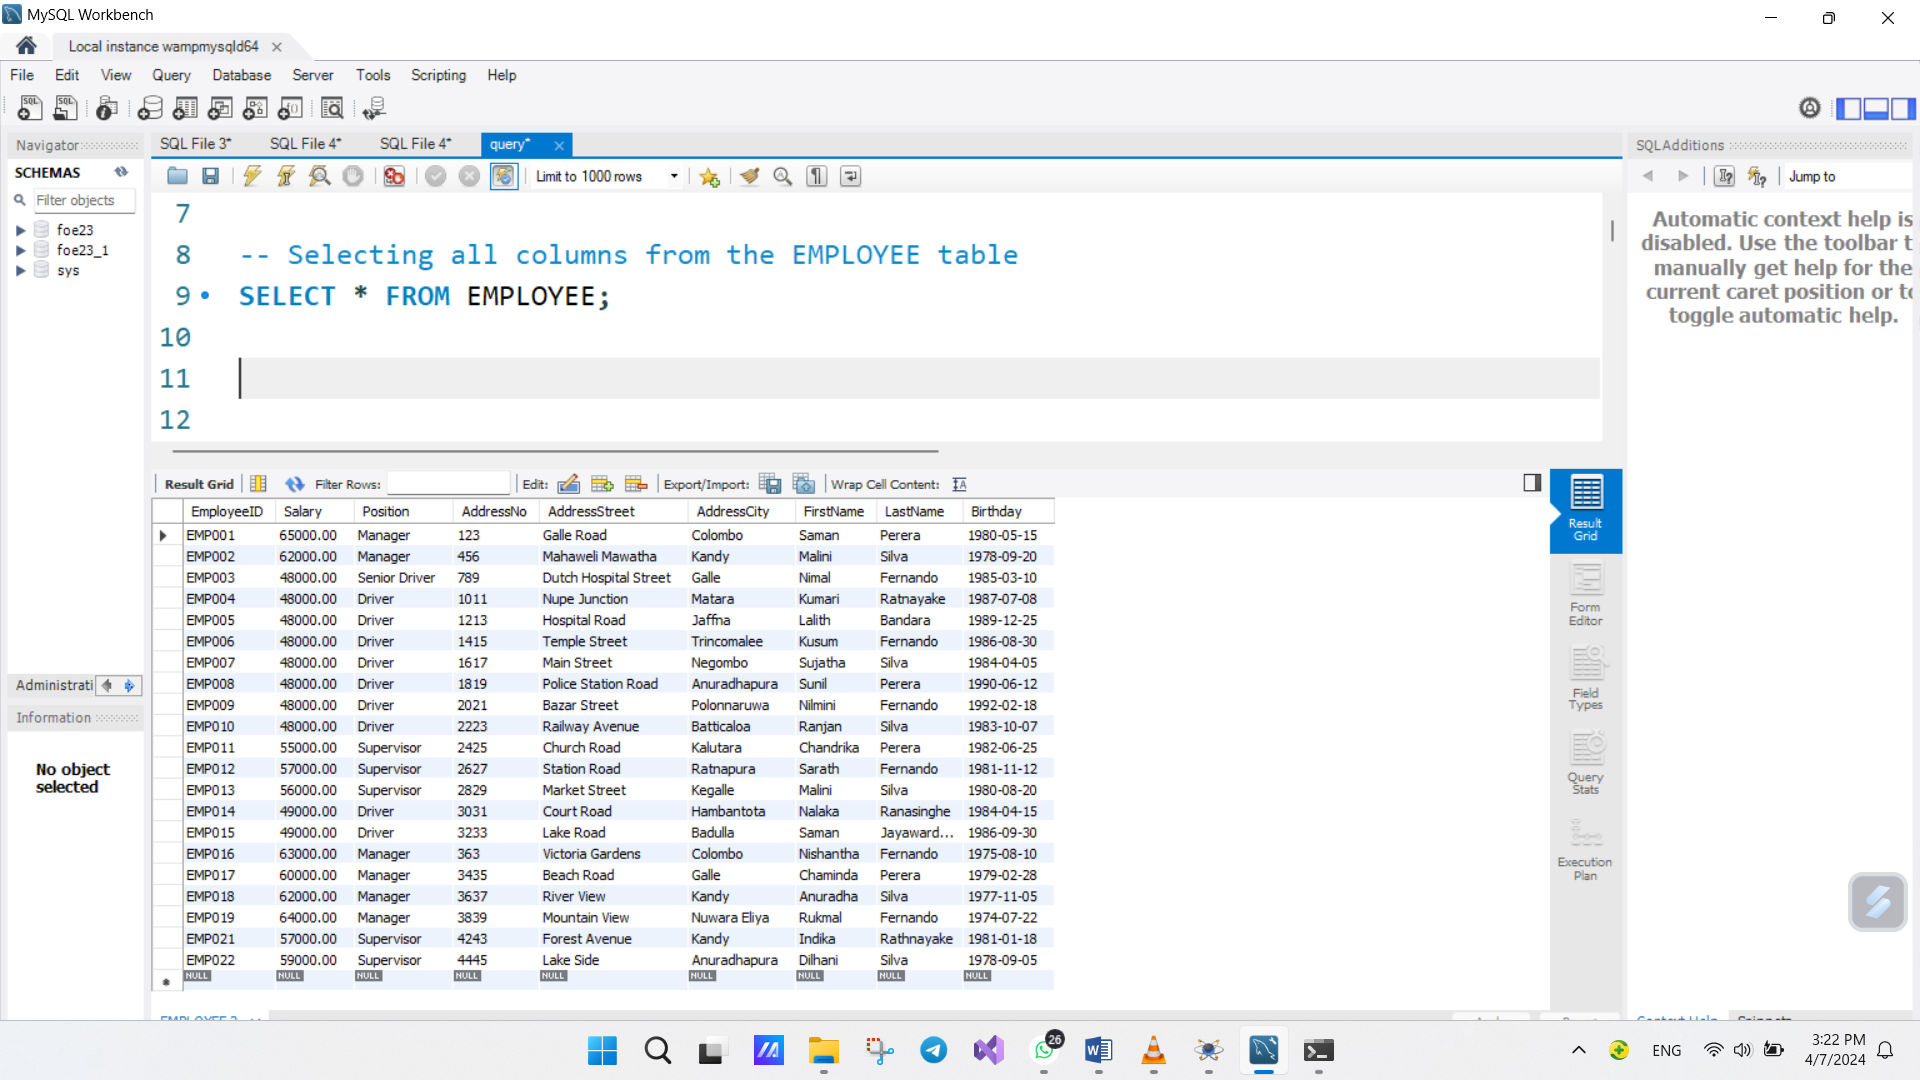 MySQL Workbench
Local instance wampmysqld64
File Edit View Query Database Server Tools Scripting Help
Navigator
SQL File 3* SQL File 4* SQL File 4* query*
SQLAdditions
SCHEMAS
Limit to 1000 rows
Jump to
Filter objects
foe23
foe23_1
sys
7
8 -- Selecting all columns from the EMPLOYEE table
9 SELECT * FROM EMPLOYEE;
10
11
12
Automatic context help is
disabled. Use the toolbar t
manually get help for the
current caret position or to
toggle automatic help.
Result Grid Filter Rows: Edit: Export/Import: Wrap Cell Content:
EmployeeID Salary Position AddressNo AddressStreet AddressCity FirstName LastName Birthday
EMP001 65000.00 Manager 123 Galle Road Colombo Saman Perera 1980-05-15
EMP002 62000.00 Manager 456 Mahaweli Mawatha Kandy Malini Silva 1978-09-20
EMP003 48000.00 Senior Driver 789 Dutch Hospital Street Galle Nimal Fernando 1985-03-10
EMP004 48000.00 Driver 1011 Nupe Junction Matara Kumari Ratnayake 1987-07-08
EMP005 48000.00 Driver 1213 Hospital Road Jaffna Lalith Bandara 1989-12-25
EMP006 48000.00 Driver 1415 Temple Street Trincomalee Kusum Fernando 1986-08-30
EMP007 48000.00 Driver 1617 Main Street Negombo Sujatha Silva 1984-04-05
EMP008 48000.00 Driver 1819 Police Station Road Anuradhapura Sunil Perera 1990-06-12
EMP009 48000.00 Driver 2021 Bazar Street Polonnaruwa Nilmini Fernando 1992-02-18
EMP010 48000.00 Driver 2223 Railway Avenue Batticaloa Ranjan Silva 1983-10-07
EMP011 55000.00 Supervisor 2425 Church Road Kalutara Chandrika Perera 1982-06-25
EMP012 57000.00 Supervisor 2627 Station Road Ratnapura Sarath Fernando 1981-11-12
EMP013 56000.00 Supervisor 2829 Market Street Kegalle Malini Silva 1980-08-20
EMP014 49000.00 Driver 3031 Court Road Hambantota Nalaka Ranasinghe 1984-04-15
EMP015 49000.00 Driver 3233 Lake Road Badulla Saman Jayaward... 1986-09-30
EMP016 63000.00 Manager 363 Victoria Gardens Colombo Nishantha Fernando 1975-08-10
EMP017 60000.00 Manager 3435 Beach Road Galle Chaminda Perera 1979-02-28
EMP018 62000.00 Manager 3637 River View Kandy Anuradha Silva 1977-11-05
EMP019 64000.00 Manager 3839 Mountain View Nuwara Eliya Rukmal Fernando 1974-07-22
EMP021 57000.00 Supervisor 4243 Forest Avenue Kandy Indika Rathnayake 1981-01-18
EMP022 59000.00 Supervisor 4445 Lake Side Anuradhapura Dilhani Silva 1978-09-05
NULL NULL NULL NULL NULL NULL NULL NULL NULL
Result
Grid
Form
Editor
Field
Types
Query
Stats
Execution
Plan
Administrati
Information
No object
selected
26
ENG
3:22 PM
4/7/2024